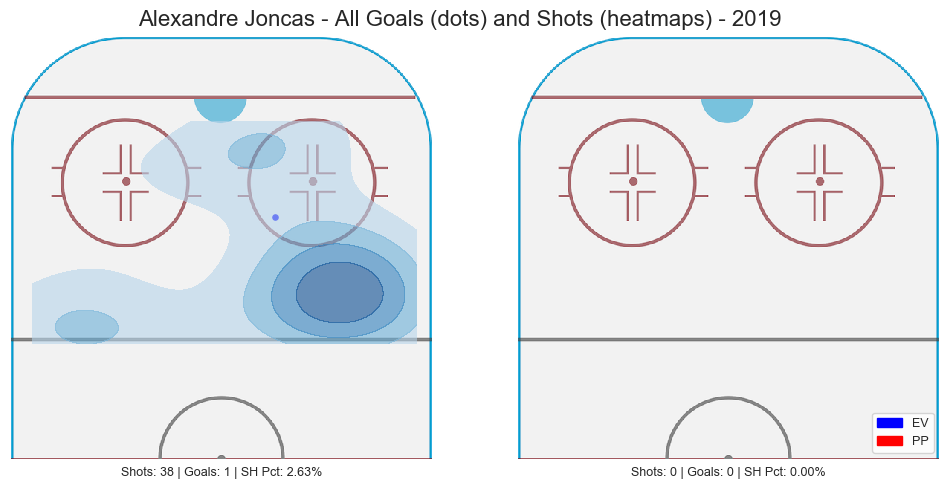 Alexandre Joncas - All Goals (dots) and Shots (heatmaps) - 2019
EV
PP
Shots: 38 | Goals: 1 | SH Pct: 2.63%
Shots: 0 | Goals: 0 | SH Pct: 0.00%